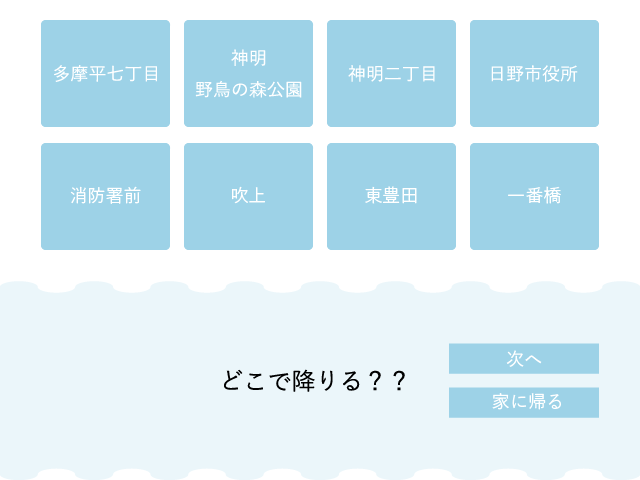 多摩平七丁目
神明
野鳥の森公園
神明二丁目
日野市役所
消防署前
吹上
東豊田
一番橋
どこで降りる？？
次へ
家に帰る